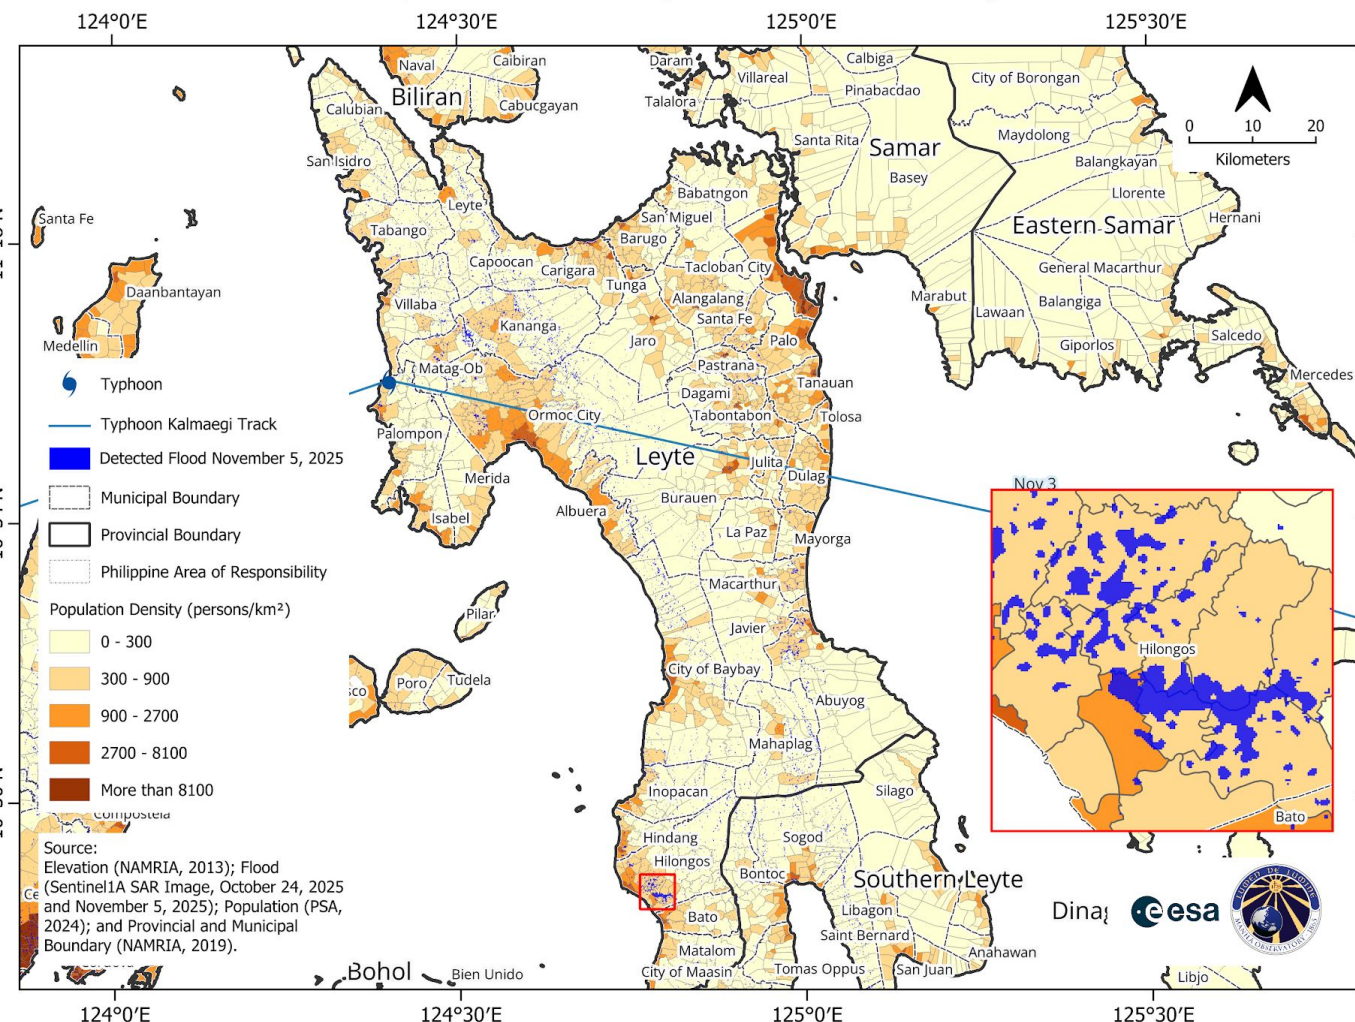 124°0′E
124°30′E
125°0′E
125°30′E
Naval
Caibiran
Daram
Calbiga
Villareal
City of Borongan
Biliran
Pinabacdao
Cabucgayan
Talalora
Calubian
0
10
20
Maydolong
Santa Rita
Samar
Kilometers
San Isidro
Balangkayan
Basey
Babatngon
Llorente
Leyte
Santa Fe
San Miguel
Hernani
Tabango
Barugo
Eastern Samar
Capoocan
Carigara
Tacloban City
General Macarthur
Tunga
Daanbantayan
Alangalang
Marabut
Balangiga
Villaba
Lawaan
Santa Fe
Kananga
Salcedo
Medellin
Jaro
Palo
Giporlos
Matag-Ob
Pastrana
Mercedes
Typhoon
Tanauan
Dagami
Ormoc City
Tabontabon
Tolosa
Typhoon Kalmaegi Track
Palompon
Leyte
Detected Flood November 5, 2025
Julita
Merida
Dulag
Nov 3
Municipal Boundary
Burauen
Albuera
Isabel
Provincial Boundary
La Paz
Mayorga
Philippine Area of Responsibility
Macarthur
Population Density (persons/km²)
Pilar
Javier
0 - 300
Hilongos
City of Baybay
300 - 900
Poro
Tudela
sco
Abuyog
900 - 2700
Mahaplag
2700 - 8100
Inopacan
Silago
More than 8100
Compostela
Bato
Hindang
Sogod
Source:
Hilongos
Elevation (NAMRIA, 2013); Flood
Bontoc
Southern Leyte
(Sentinel1A SAR Image, October 24, 2025
Ce
and November 5, 2025); Population (PSA,
Bato
Libagon
Dinag
esa
2024); and Provincial and Municipal
Saint Bernard
Boundary (NAMRIA, 2019).
Matalom
Anahawan
Bohol
Bien Unido
City of Maasin
Tomas Oppus
San Juan
Libjo
124°0′E
124°30′E
125°0′E
125°30′E
MANILA OBSERVATORY